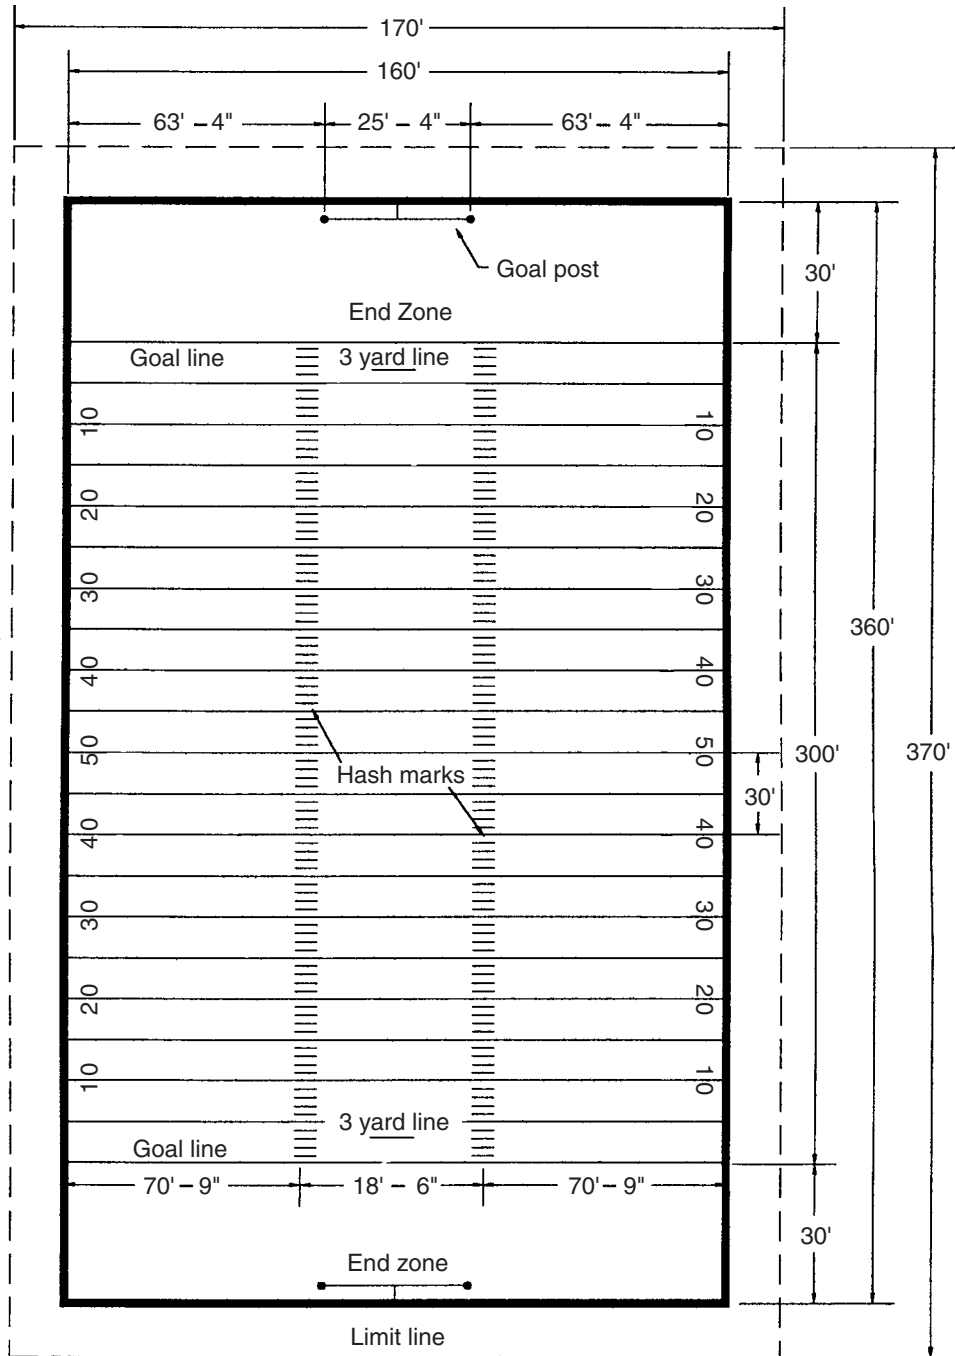 170'
160'
63' – 4" 25' – 4" 63' – 4"
Goal post
30'
End Zone
Goal line 3 yard line
10 10
20 20
30 30
360'
40 40
50 50
300' 370'
Hash marks
30'
40 40
30 30
20 20
10 10
3 yard line
Goal line
70' – 9" 18' – 6" 70' – 9"
30'
End zone
Limit line